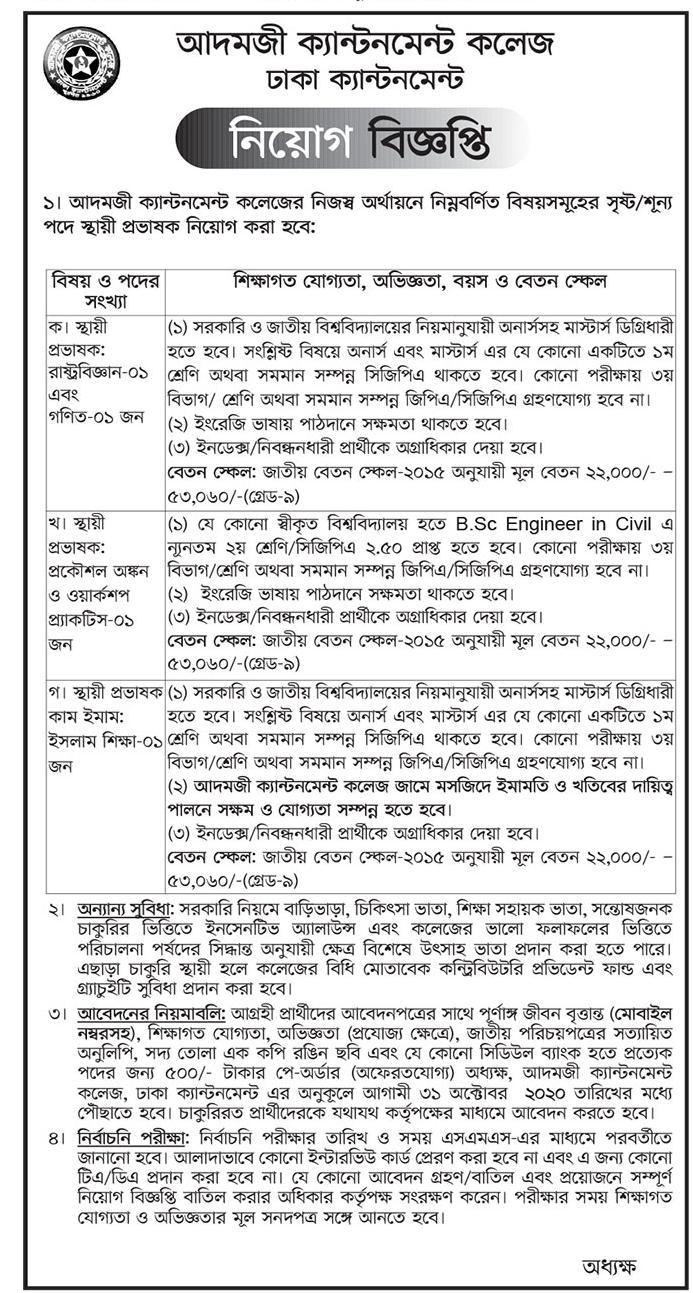 আদমজী ক্যান্টনমেন্ট কলেজ
ঢাকা ক্যান্টনমেন্ট
নিয়োগ বিজ্ঞপ্তি
১। আদমজী ক্যান্টনমেন্ট কলেজের নিজস্ব অর্থায়নে নিম্নবর্ণিত বিষয়সমূহের সৃষ্ট/শূন্য
পদে স্থায়ী প্রভাষক নিয়োগ করা হবে:
বিষয় ও পদের
সংখ্যা
শিক্ষাগত যোগ্যতা, অভিজ্ঞতা, বয়স ও বেতন স্কেল
ক। স্থায়ী
প্রভাষক:
রাষ্ট্রবিজ্ঞান-০১
এবং
গণিত-০১ জন
(১) সরকারি ও জাতীয় বিশ্ববিদ্যালয়ের নিয়মানুযায়ী অনার্সসহ মাস্টার্স ডিগ্রিধারী
হতে হবে। সংশ্লিষ্ট বিষয়ে অনার্স এবং মাস্টার্স এর যে কোনো একটিতে ১ম
শ্রেণি অথবা সমমান সম্পন্ন সিজিপিএ থাকতে হবে। কোনো পরীক্ষায় ৩য়
বিভাগ/ শ্রেণি অথবা সমমান সম্পন্ন জিপিএ/সিজিপিএ গ্রহণযোগ্য হবে না।
(২) ইংরেজি ভাষায় পাঠদানে সক্ষমতা থাকতে হবে।
(৩) ইনডেক্স/নিবন্ধনধারী প্রার্থীকে অগ্রাধিকার দেয়া হবে।
বেতন স্কেল: জাতীয় বেতন স্কেল-২০১৫ অনুযায়ী মূল বেতন ২২,০০০/- –
৫৩,০৬০/-(গ্রেড-৯)
খ। স্থায়ী
প্রভাষক:
প্রকৌশল অঙ্কন
ও ওয়ার্কশপ
প্র্যাকটিস-০১
জন
(১) যে কোনো স্বীকৃত বিশ্ববিদ্যালয় হতে B.Sc Engineer in Civil এ
ন্যূনতম ২য় শ্রেণি/সিজিপিএ ২.৫০ প্রাপ্ত হতে হবে। কোনো পরীক্ষায় ৩য়
বিভাগ/শ্রেণি অথবা সমমান সম্পন্ন জিপিএ/সিজিপিএ গ্রহণযোগ্য হবে না।
(২) ইংরেজি ভাষায় পাঠদানে সক্ষমতা থাকতে হবে।
(৩) ইনডেক্স/নিবন্ধনধারী প্রার্থীকে অগ্রাধিকার দেয়া হবে।
বেতন স্কেল: জাতীয় বেতন স্কেল-২০১৫ অনুযায়ী মূল বেতন ২২,০০০/- –
৫৩,০৬০/-(গ্রেড-৯)
গ। স্থায়ী প্রভাষক
কাম ইমাম:
ইসলাম শিক্ষা-০১
জন
(১) সরকারি ও জাতীয় বিশ্ববিদ্যালয়ের নিয়মানুযায়ী অনার্সসহ মাস্টার্স ডিগ্রিধারী
হতে হবে। সংশ্লিষ্ট বিষয়ে অনার্স এবং মাস্টার্স এর যে কোনো একটিতে ১ম
শ্রেণি অথবা সমমান সম্পন্ন সিজিপিএ থাকতে হবে। কোনো পরীক্ষায় ৩য়
বিভাগ/শ্রেণি অথবা সমমান সম্পন্ন জিপিএ/সিজিপিএ গ্রহণযোগ্য হবে না।
(২) আদমজী ক্যান্টনমেন্ট কলেজ জামে মসজিদে ইমামতি ও খতিবের দায়িত্ব
পালনে সক্ষম ও যোগ্যতা সম্পন্ন হতে হবে।
(৩) ইনডেক্স/নিবন্ধনধারী প্রার্থীকে অগ্রাধিকার দেয়া হবে।
বেতন স্কেল: জাতীয় বেতন স্কেল-২০১৫ অনুযায়ী মূল বেতন ২২,০০০/- –
৫৩,০৬০/-(গ্রেড-৯)
২। অন্যান্য সুবিধা: সরকারি নিয়মে বাড়িভাড়া, চিকিৎসা ভাতা, শিক্ষা সহায়ক ভাতা, সন্তোষজনক
চাকুরির ভিত্তিতে ইনসেনটিভ অ্যালাউন্স এবং কলেজের ভালো ফলাফলের ভিত্তিতে
পরিচালনা পর্ষদের সিদ্ধান্ত অনুযায়ী ক্ষেত্র বিশেষে উৎসাহ ভাতা প্রদান করা হতে পারে।
এছাড়া চাকুরি স্থায়ী হলে কলেজের বিধি মোতাবেক কন্ট্রিবিউটরি প্রভিডেন্ট ফান্ড এবং
গ্র্যাচুইটি সুবিধা প্রদান করা হবে।
৩। আবেদনের নিয়মাবলি: আগ্রহী প্রার্থীদের আবেদনপত্রের সাথে পূর্ণাঙ্গ জীবন বৃত্তান্ত (মোবাইল
নম্বরসহ), শিক্ষাগত যোগ্যতা, অভিজ্ঞতা (প্রযোজ্য ক্ষেত্রে), জাতীয় পরিচয়পত্রের সত্যায়িত
অনুলিপি, সদ্য তোলা এক কপি রঙিন ছবি এবং যে কোনো সিডিউল ব্যাংক হতে প্রত্যেক
পদের জন্য ৫০০/- টাকার পে-অর্ডার (অফেরতযোগ্য) অধ্যক্ষ, আদমজী ক্যান্টনমেন্ট
কলেজ, ঢাকা ক্যান্টনমেন্ট এর অনুকূলে আগামী ৩১ অক্টোবর ২০২০ তারিখের মধ্যে
পৌঁছাতে হবে। চাকুরিরত প্রার্থীদেরকে যথাযথ কর্তৃপক্ষের মাধ্যমে আবেদন করতে হবে।
৪। নির্বাচনি পরীক্ষা: নির্বাচনি পরীক্ষার তারিখ ও সময় এসএমএস-এর মাধ্যমে পরবর্তীতে
জানানো হবে। আলাদাভাবে কোনো ইন্টারভিউ কার্ড প্রেরণ করা হবে না এবং এ জন্য কোনো
টিএ/ডিএ প্রদান করা হবে না। যে কোনো আবেদন গ্রহণ/বাতিল এবং প্রয়োজনে সম্পূর্ণ
নিয়োগ বিজ্ঞপ্তি বাতিল করার অধিকার কর্তৃপক্ষ সংরক্ষণ করেন। পরীক্ষার সময় শিক্ষাগত
যোগ্যতা ও অভিজ্ঞতার মূল সনদপত্র সঙ্গে আনতে হবে।
অধ্যক্ষ